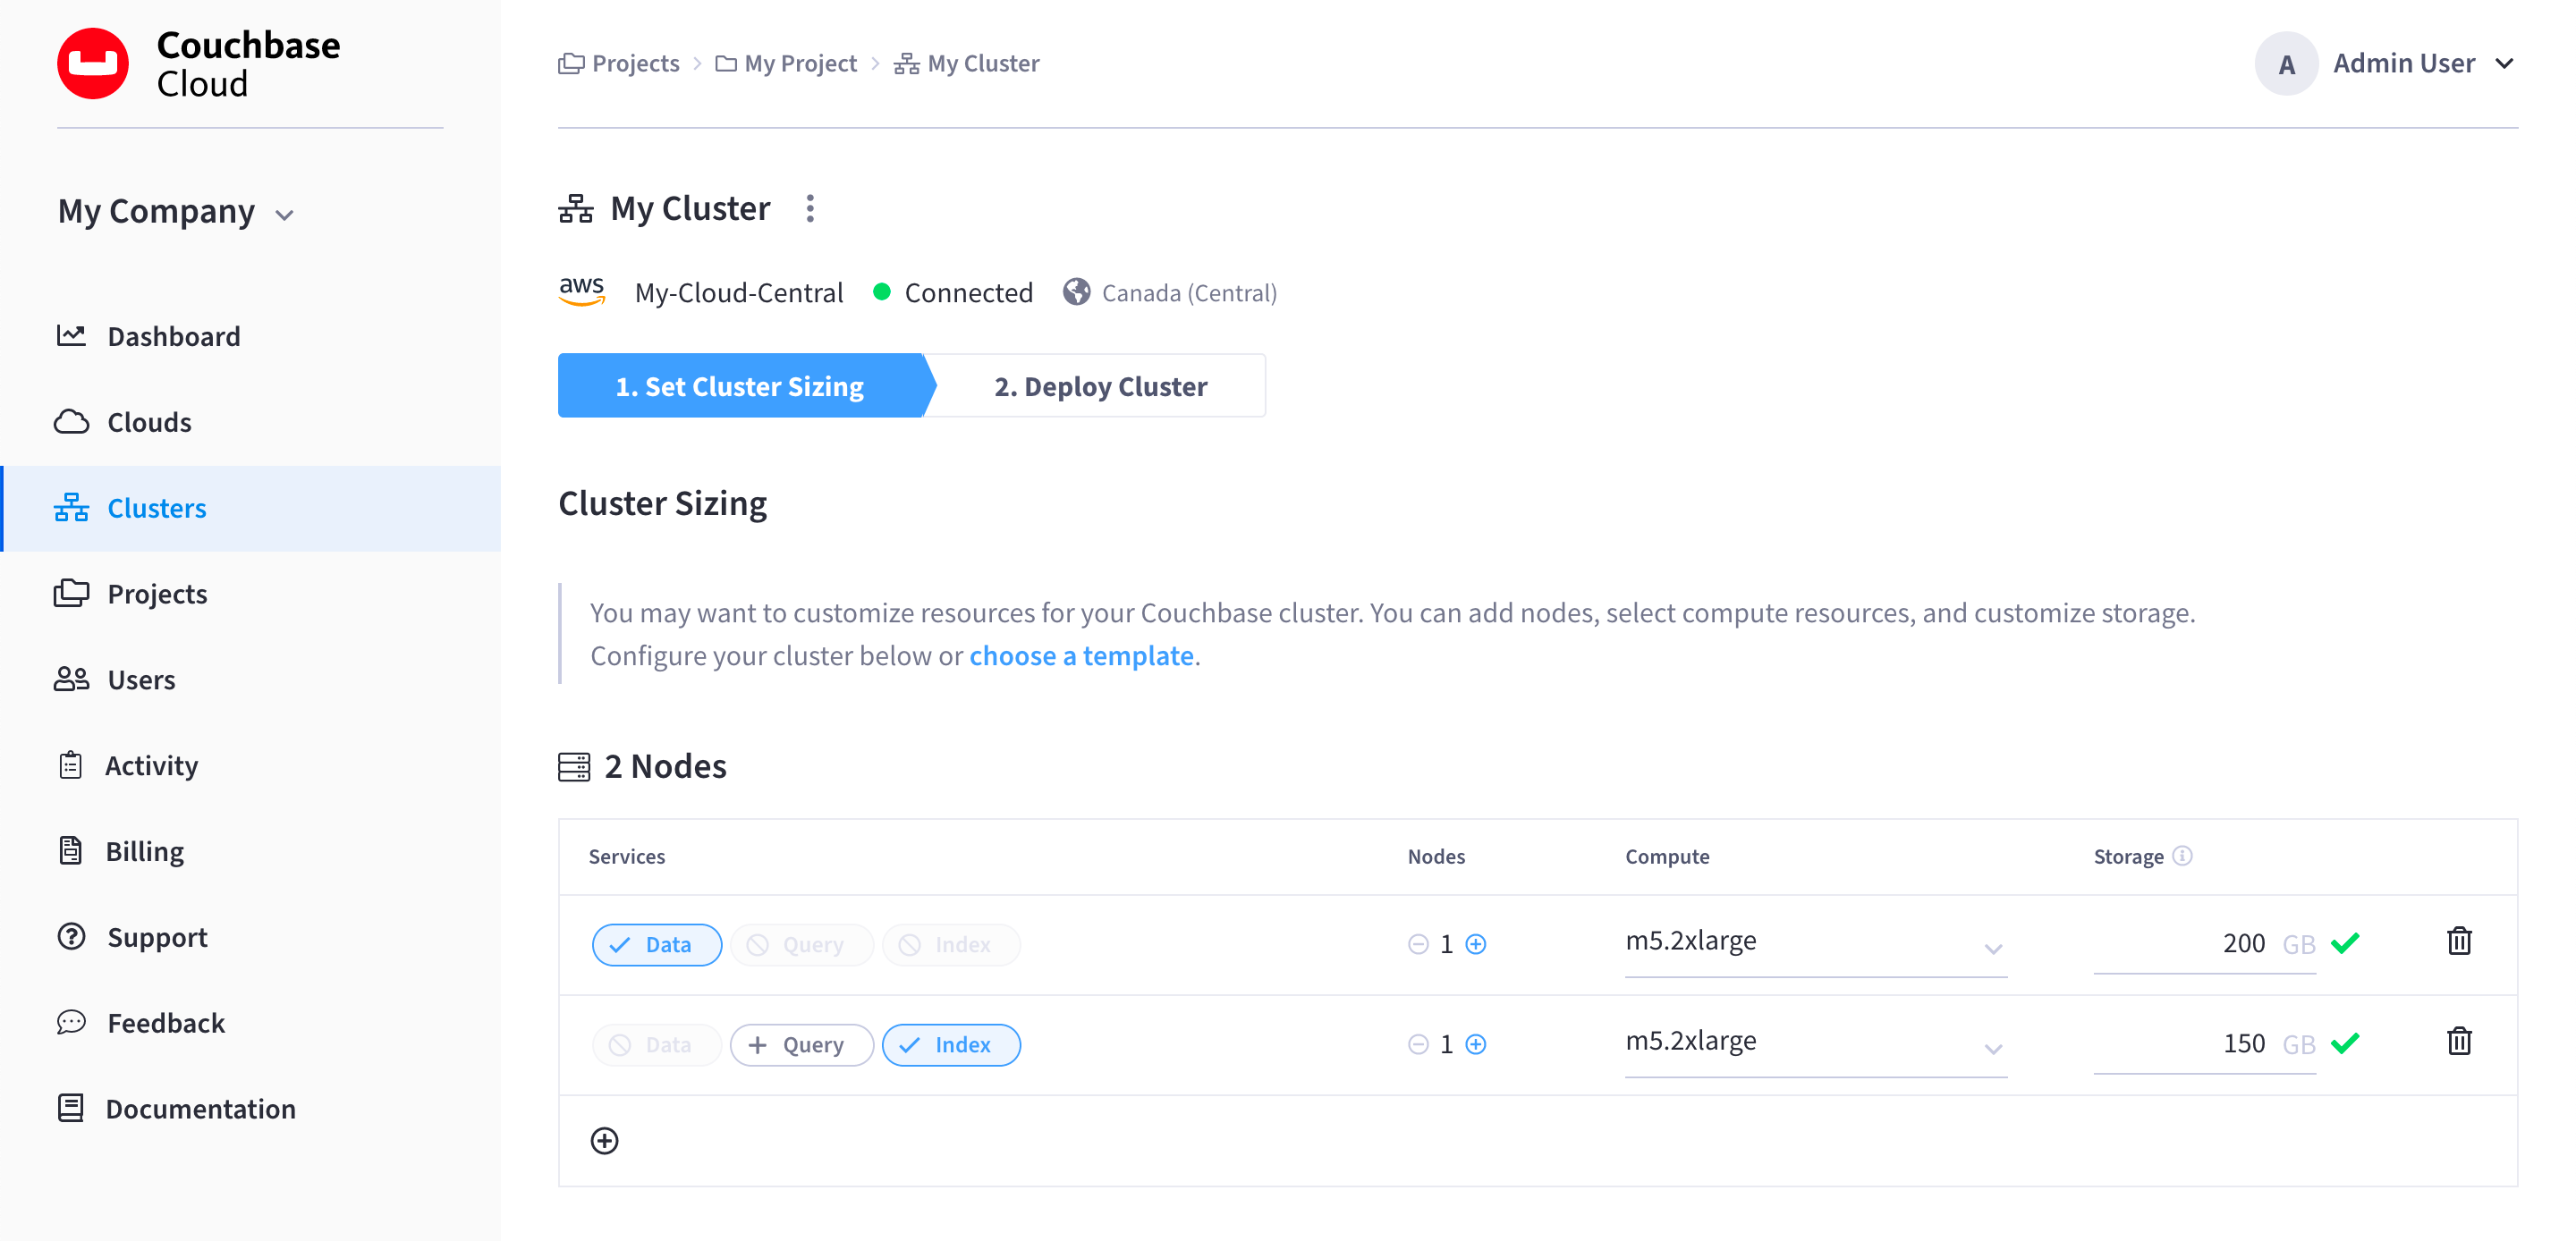 Couchbase
Cloud
Projects > My Project > My Cluster
A Admin User
My Company
Dashboard
Clouds
Clusters
Projects
Users
Activity
Billing
Support
Feedback
Documentation
My Cluster
aws My-Cloud-Central Connected Canada (Central)
1. Set Cluster Sizing 2. Deploy Cluster
Cluster Sizing
You may want to customize resources for your Couchbase cluster. You can add nodes, select compute resources, and customize storage.
Configure your cluster below or choose a template.
2 Nodes
Services Nodes Compute Storage
Data Query Index 1 m5.2xlarge 200 GB
Data Query Index 1 m5.2xlarge 150 GB